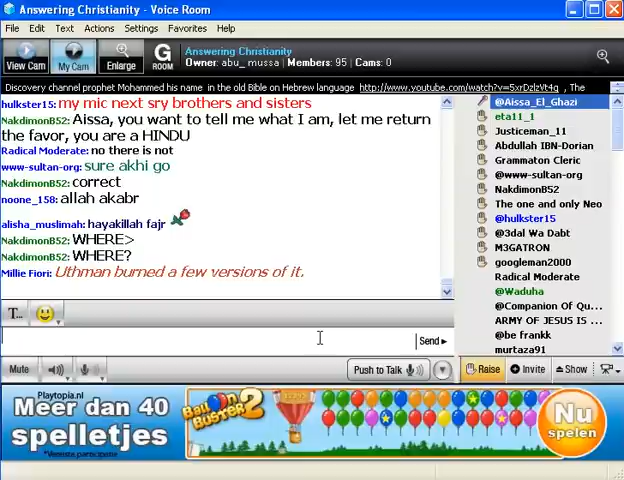 Answering Christianity - Voice Room
File Edit Text Actions Settings Favorites Help
View Cam My Cam Enlarge G ROOM
Answering Christianity
Owner: abu_ mussa | Members: 95 | Cams: 0
Discovery channel prophet Mohammed his name in the old Bible on Hebrew language http://www.youtube.com/watch?v=5xrDzlzVt4g , The
hulkster15: my mic next sry brothers and sisters
NakdimonB52: Aissa, you want to tell me what I am, let me return
the favor, you are a HINDU
Radical Moderate: no there is not
www-sultan-org: sure akhi go
NakdimonB52: correct
noone_158: allah akabr
alisha_muslimah: hayakillah fajr
NakdimonB52: WHERE>
NakdimonB52: WHERE?
Millie Fiori: Uthman burned a few versions of it.
@Aissa_El_Ghazi
eta11_1
Justiceman_11
Abdullah IBN-Dorian
Grammaton Cleric
@www-sultan-org
NakdimonB52
The one and only Neo
@hulkster15
@3dal Wa Dabt
M3GATRON
googleman2000
Radical Moderate
@Waduha
@Companion Of Qu...
ARMY OF JESUS IS ...
@be frankk
murtaza91
T...
Send
Mute Push to Talk Raise Invite Show
Playtopia.nl
Meer dan 40
spelletjes
*Vereiste participatie
Balloon
Buster 2
Nu
spelen